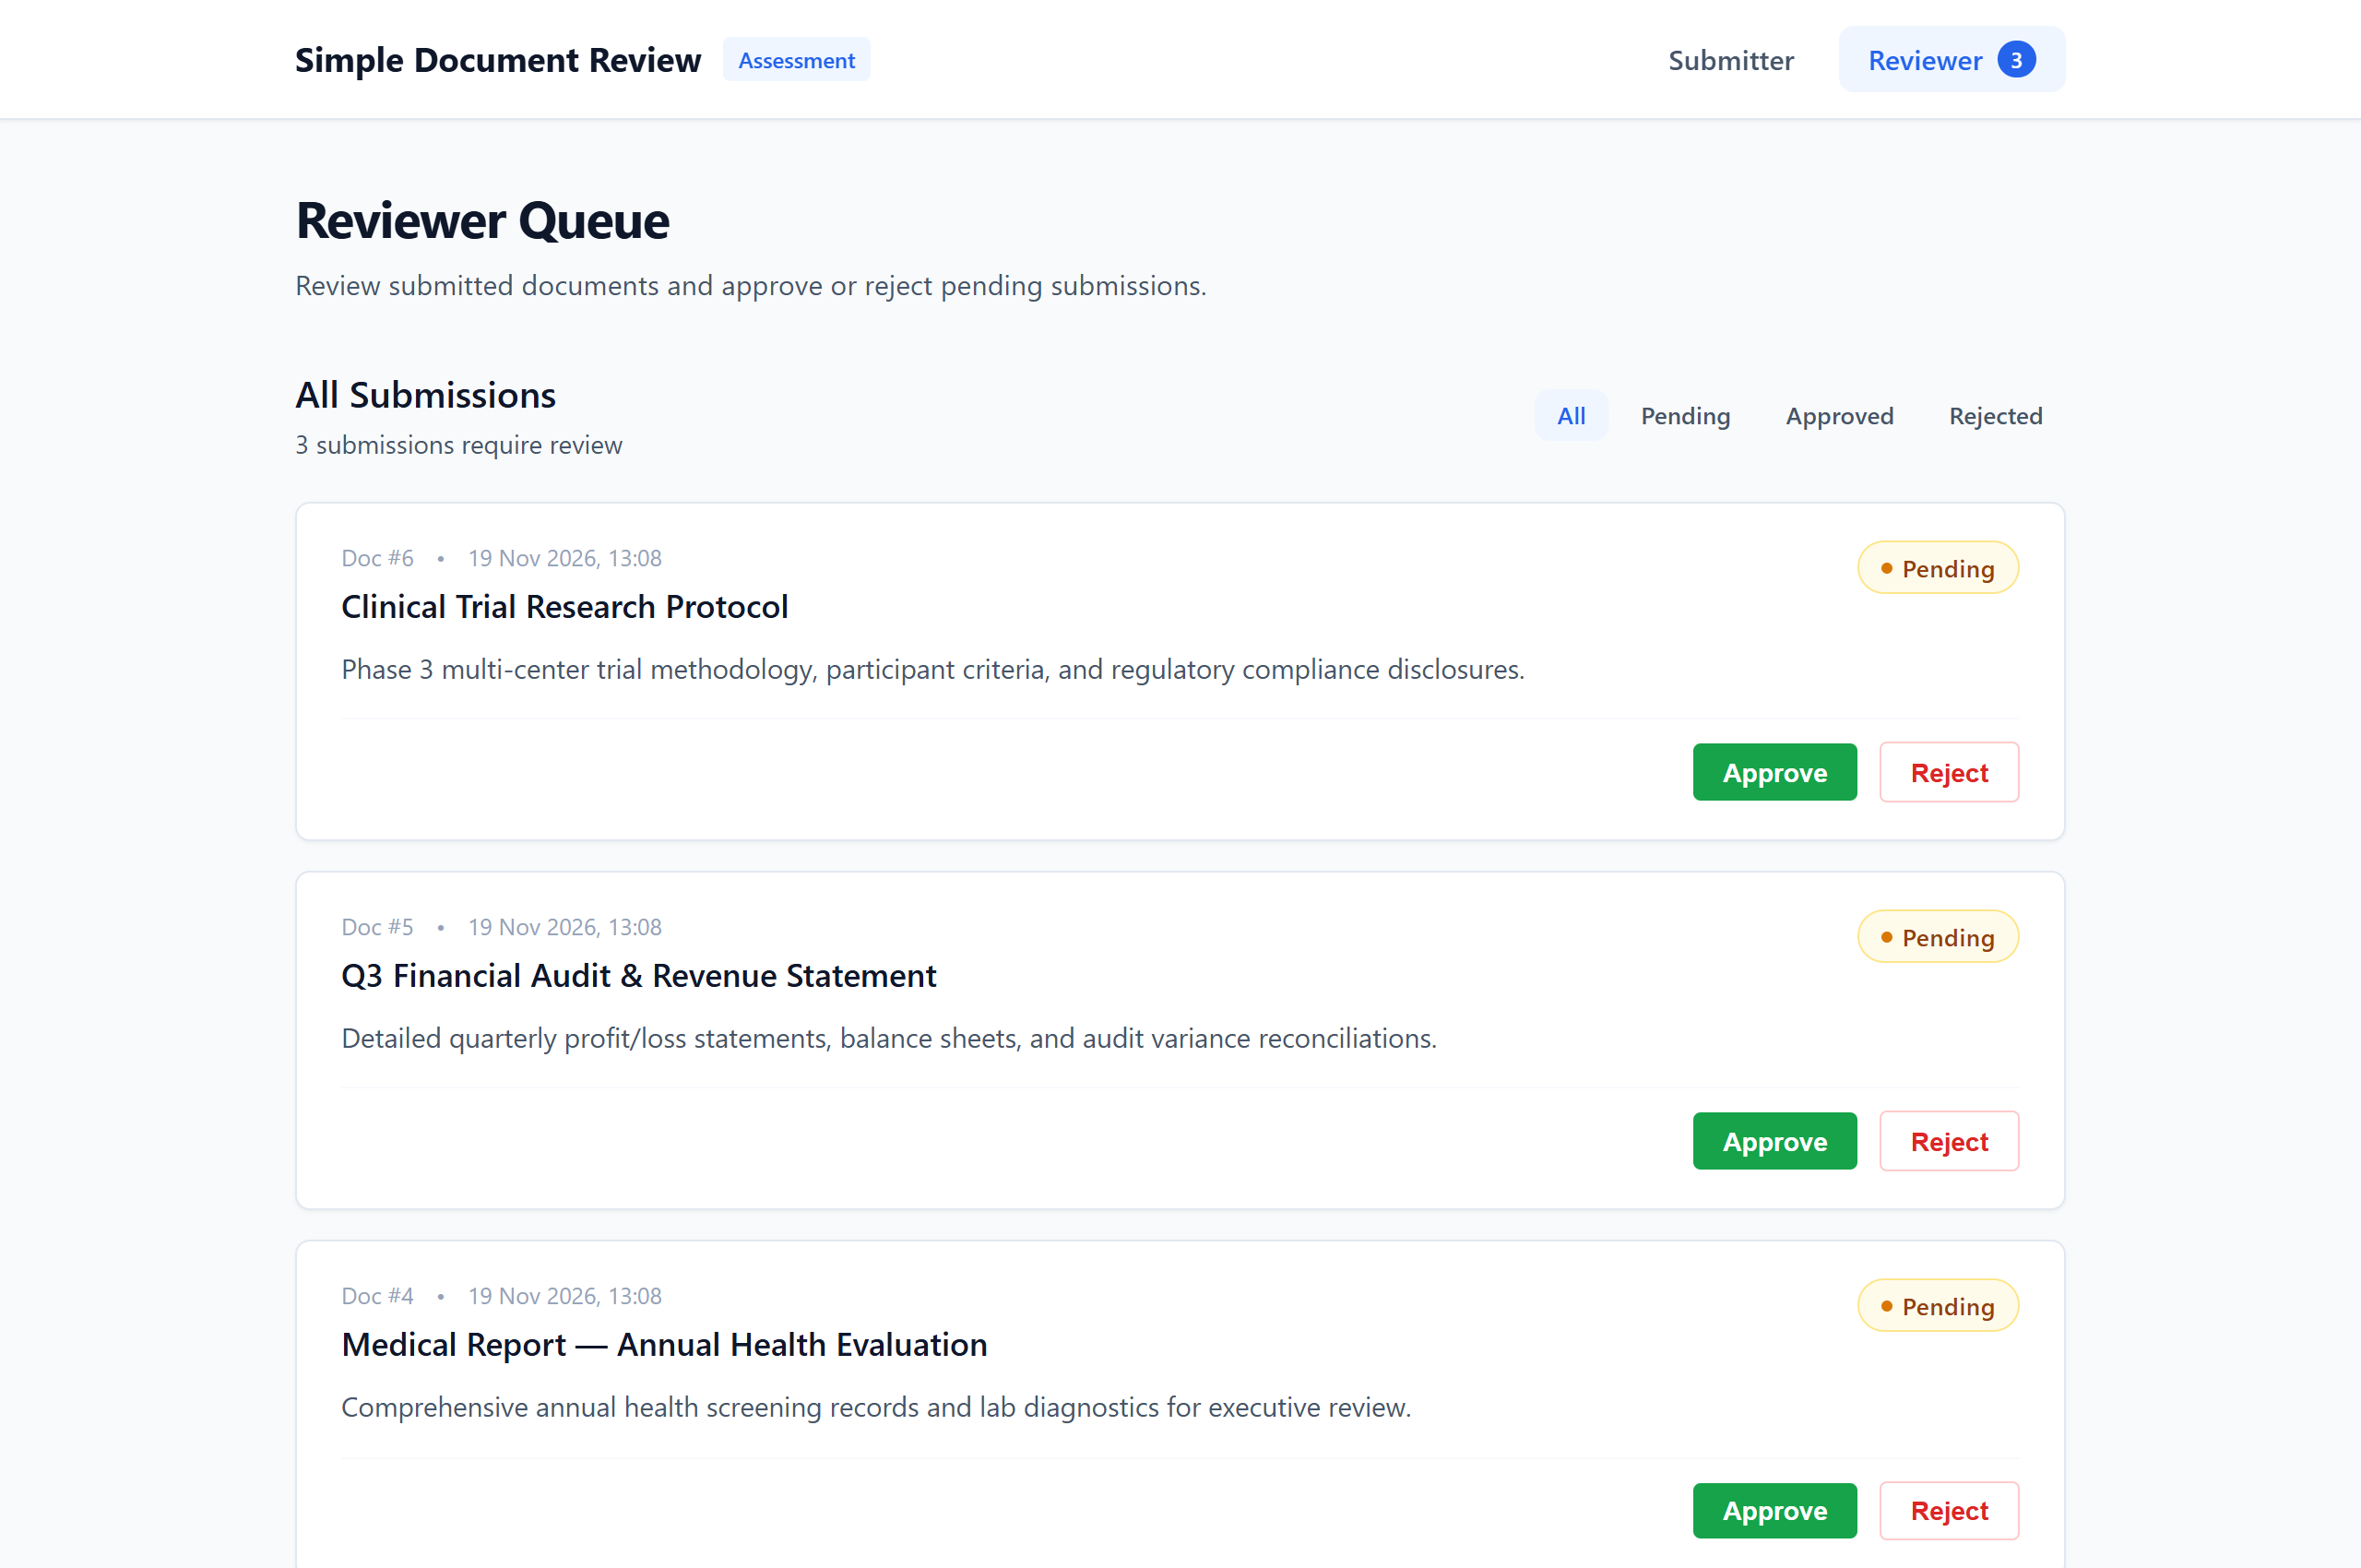 Simple Document Review Assessment Submitter Reviewer 3
Reviewer Queue
Review submitted documents and approve or reject pending submissions.
All Submissions
3 submissions require review
All Pending Approved Rejected
Doc #6 • 19 Nov 2026, 13:08
Pending
Clinical Trial Research Protocol
Phase 3 multi-center trial methodology, participant criteria, and regulatory compliance disclosures.
Approve Reject
Doc #5 • 19 Nov 2026, 13:08
Pending
Q3 Financial Audit & Revenue Statement
Detailed quarterly profit/loss statements, balance sheets, and audit variance reconciliations.
Approve Reject
Doc #4 • 19 Nov 2026, 13:08
Pending
Medical Report — Annual Health Evaluation
Comprehensive annual health screening records and lab diagnostics for executive review.
Approve Reject